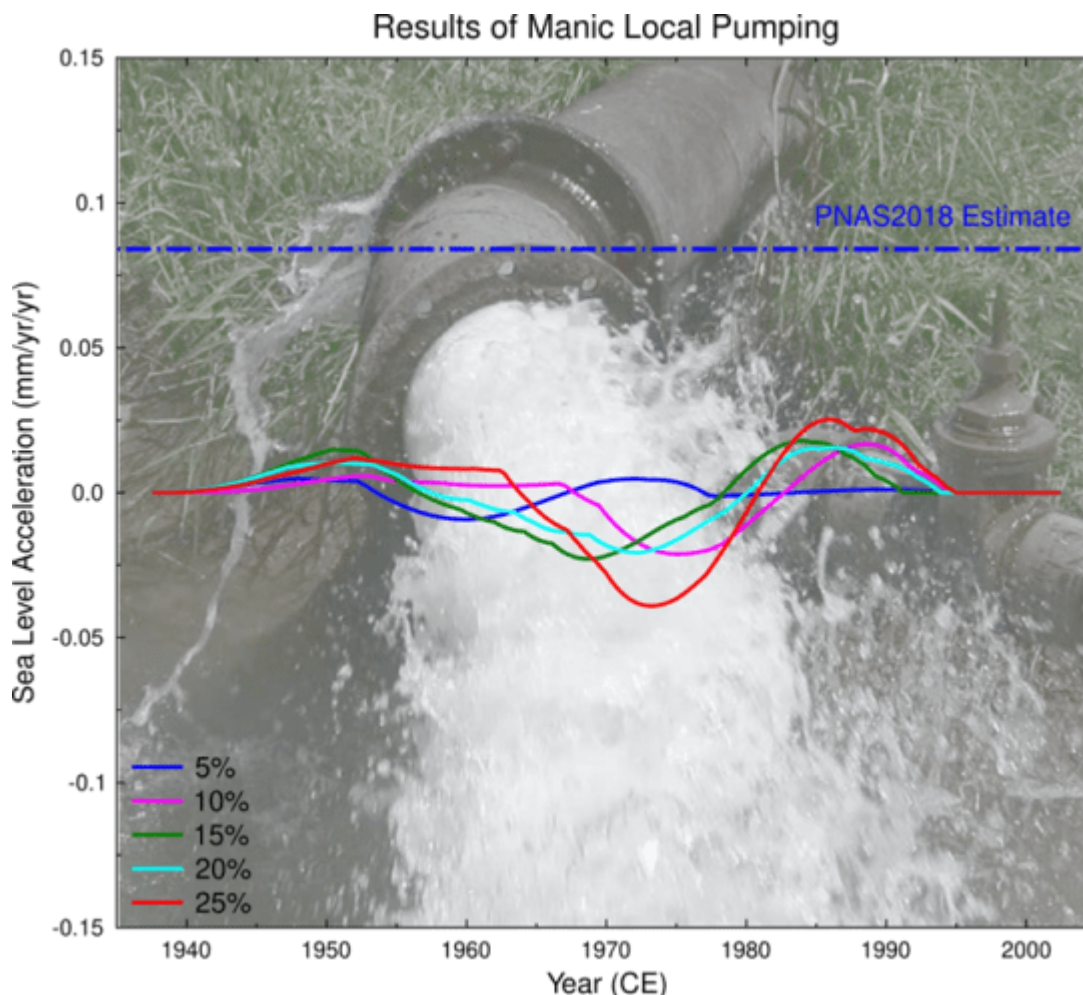 Results of Manic Local Pumping
0.15
0.1
0.05
0.0
-0.05
-0.1
-0.15
Sea Level Acceleration (mm/yr/yr)
PNAS2018 Estimate
5%
10%
15%
20%
25%
1940 1950 1960 1970 1980 1990 2000
Year (CE)